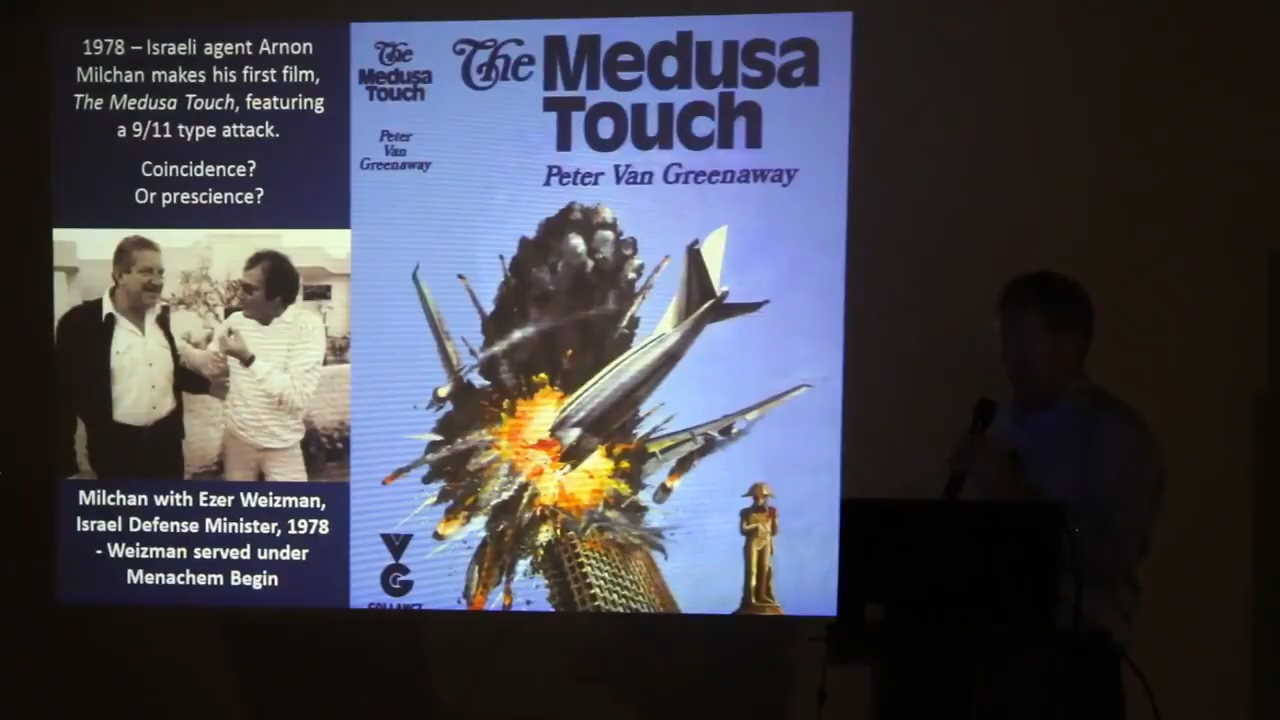 1978 – Israeli agent Arnon
Milchan makes his first film,
The Medusa Touch, featuring
a 9/11 type attack.
Coincidence?
Or prescience?
Milchan with Ezer Weizman,
Israel Defense Minister, 1978
- Weizman served under
Menachem Begin
The
Medusa
Touch
Peter
Van
Greenaway
VG
GOLLANCZ
The Medusa
Touch
Peter Van Greenaway